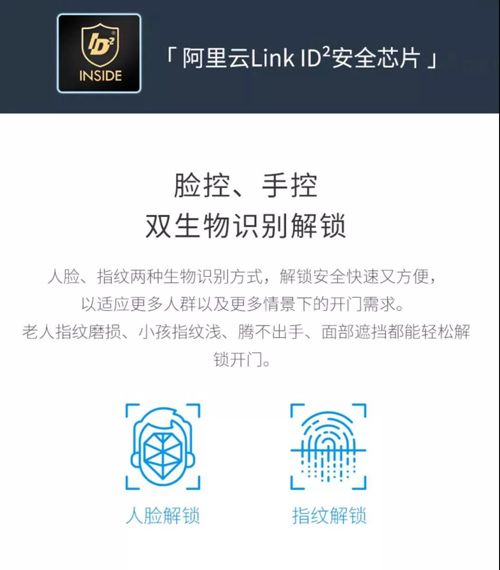 ID²
INSIDE
「 阿里云Link ID²安全芯片 」
脸控、手控
双生物识别解锁
人脸、指纹两种生物识别方式，解锁安全快速又方便，
以适应更多人群以及更多情景下的开门需求。
老人指纹磨损、小孩指纹浅、腾不出手、面部遮挡都能轻松解
锁开门。
人脸解锁
指纹解锁